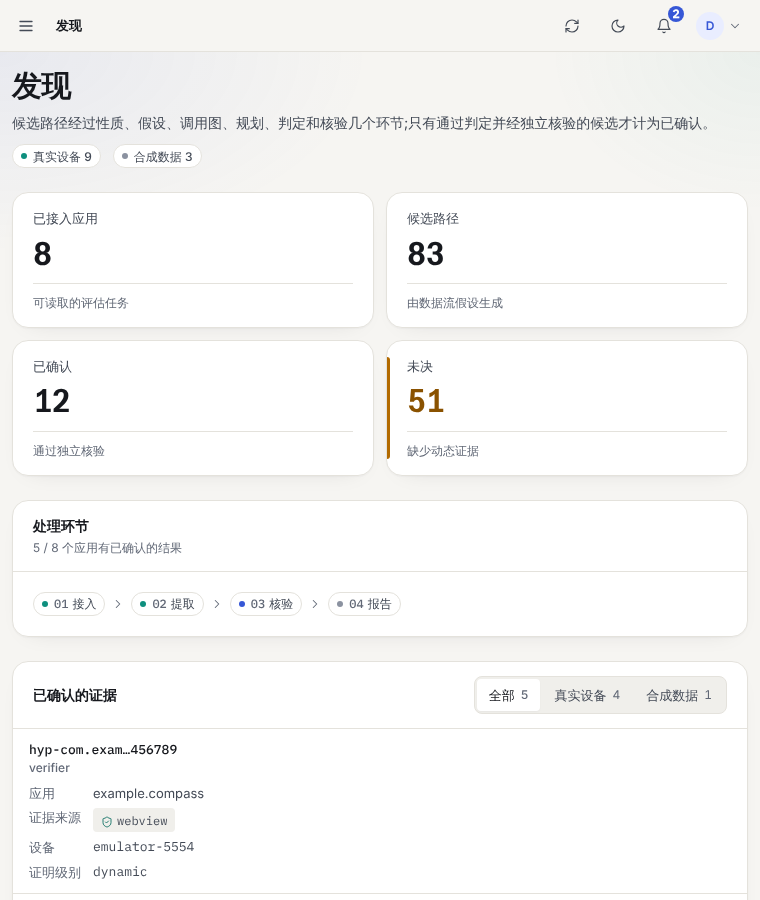 发现
2
D
发现
候选路径经过性质、假设、调用图、规划、判定和核验几个环节;只有通过判定并经独立核验的候选才计为已确认。
真实设备 9
合成数据 3
已接入应用
8
可读取的评估任务
候选路径
83
由数据流假设生成
已确认
12
通过独立核验
未决
51
缺少动态证据
处理环节
5 / 8 个应用有已确认的结果
01 接入
02 提取
03 核验
04 报告
已确认的证据
全部 5
真实设备 4
合成数据 1
hyp-com.exam…456789
verifier
应用 example.compass
证据来源 webview
设备 emulator-5554
证明级别 dynamic